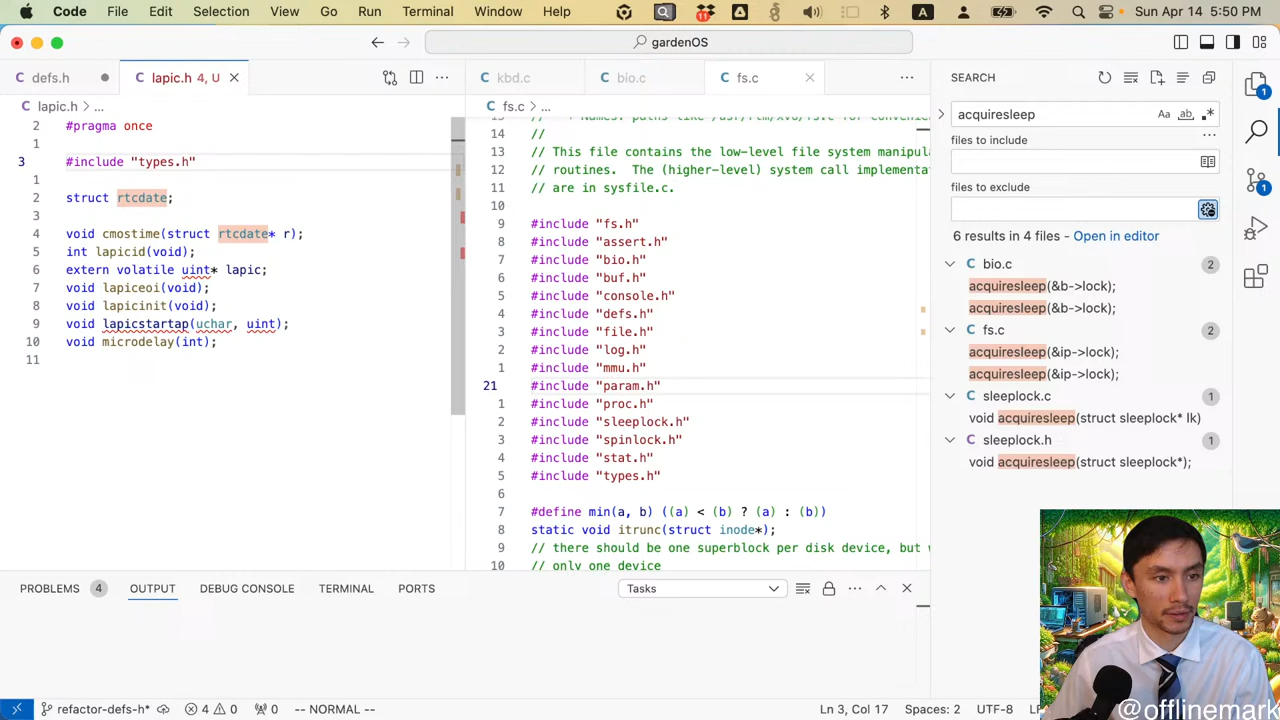 Code File Edit Selection View Go Run Terminal Window Help A Sun Apr 14 5:50 PM
gardenOS
defs.h
lapic.h 4, U
kbd.c
bio.c
fs.c
SEARCH
lapic.h > ...
fs.c > ...
2 #pragma once
1
3 #include "types.h"
1
2 struct rtcdate;
3
4 void cmostime(struct rtcdate* r);
5 int lapicid(void);
6 extern volatile uint* lapic;
7 void lapiceoi(void);
8 void lapicinit(void);
9 void lapicstartap(uchar, uint);
10 void microdelay(int);
11
14 //
13 // This file contains the low-level file system manipula
12 // routines. The (higher-level) system call implementa
11 // are in sysfile.c.
10
9 #include "fs.h"
8 #include "assert.h"
7 #include "bio.h"
6 #include "buf.h"
5 #include "console.h"
4 #include "defs.h"
3 #include "file.h"
2 #include "log.h"
1 #include "mmu.h"
21 #include "param.h"
1 #include "proc.h"
2 #include "sleeplock.h"
3 #include "spinlock.h"
4 #include "stat.h"
5 #include "types.h"
6
7 #define min(a, b) ((a) < (b) ? (a) : (b))
8 static void itrunc(struct inode*);
9 // there should be one superblock per disk device, but
10 // only one device
acquiresleep Aa ab
files to include
files to exclude
6 results in 4 files - Open in editor
bio.c 2
acquiresleep(&b->lock);
acquiresleep(&b->lock);
fs.c 2
acquiresleep(&ip->lock);
acquiresleep(&ip->lock);
sleeplock.c 1
void acquiresleep(struct sleeplock* lk)
sleeplock.h 1
void acquiresleep(struct sleeplock*);
1
1
PROBLEMS 4 OUTPUT DEBUG CONSOLE TERMINAL PORTS
Tasks
refactor-defs-h* 4 0 0 -- NORMAL --
Ln 3, Col 17 Spaces: 2 UTF-8
@offlinemark